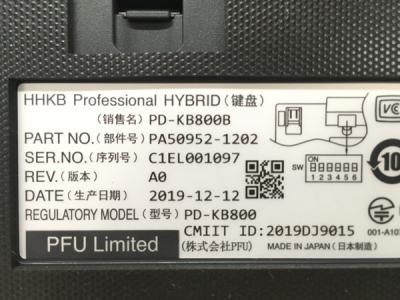 HHKB Professional HYBRID (键盘)
(销售名) PD-KB800B
PART NO. (部件号) PA50952-1202
SER.NO. (序列号) C1EL001097
REV. (版本) A0
DATE (生产日期) 2019-12-12
REGULATORY MODEL (型号) PD-KB800
CMIIT ID:2019DJ9015
PFU Limited (株式会社PFU) MADE IN JAPAN (日本制造)
SW ON
1 2 3 4 5 6
10